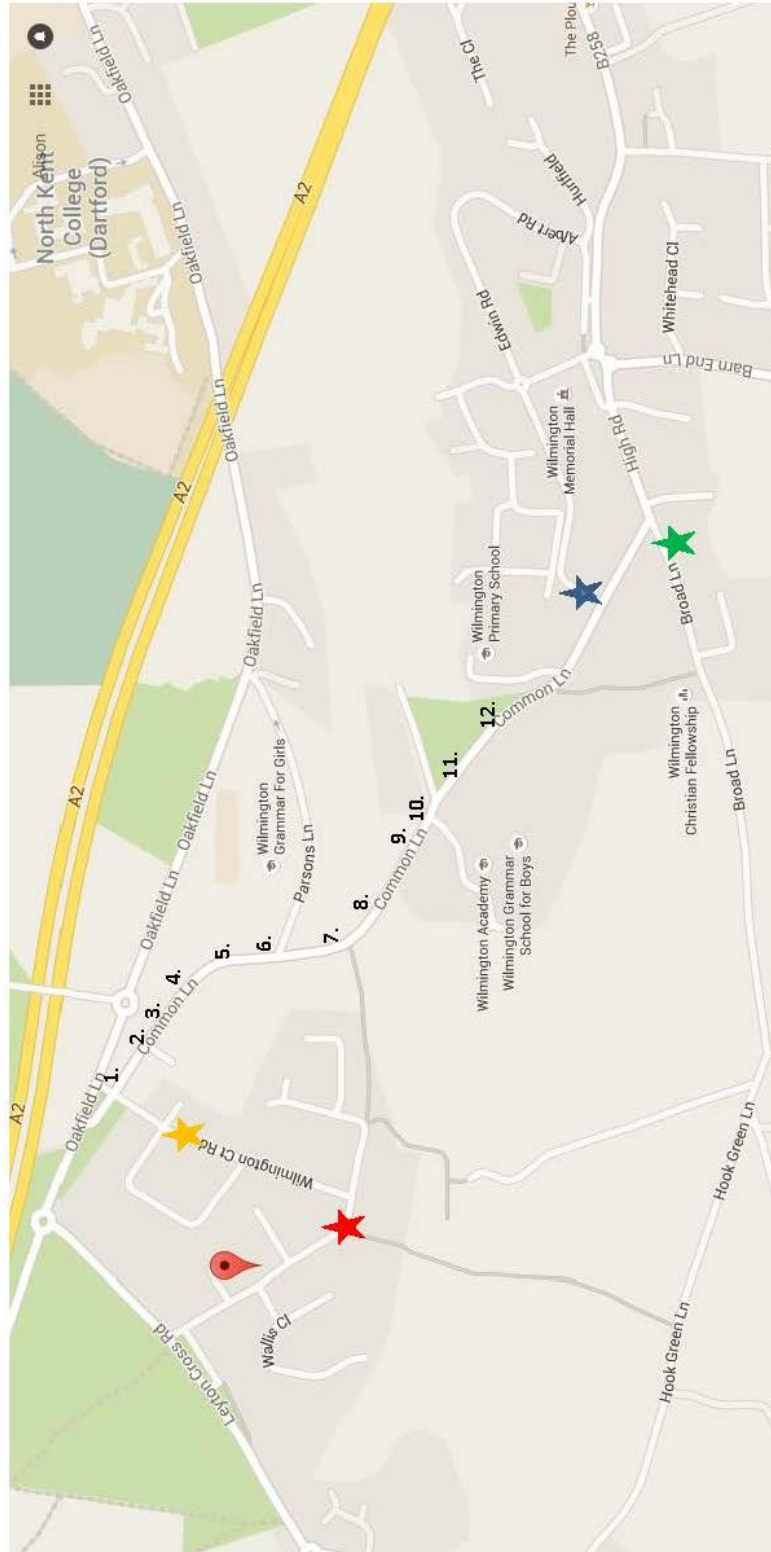 A2
A2
A2
A2
Alison
North Kent
College
(Dartford)
Oakfield Ln
Oakfield Ln
Oakfield Ln
Oakfield Ln
Oakfield Ln
Oakfield Ln
Oakfield Ln
Leyton Cross Rd
Wallis Cl
Wilmington Ct Rd
1.
2.
3.
4.
5.
6.
7.
8.
9.
10.
11.
12.
Common Ln
Common Ln
Common Ln
Wilmington
Grammar For Girls
Parsons Ln
Wilmington Academy
Wilmington Grammar
School for Boys
Wilmington
Primary School
Wilmington
Memorial Hall
Edwin Rd
Albert Rd
Hurlfield
The Cl
The Plou
B258
High Rd
Whitehead Cl
Barn End Ln
Broad Ln
Wilmington
Christian Fellowship
Broad Ln
Hook Green Ln
Hook Green Ln